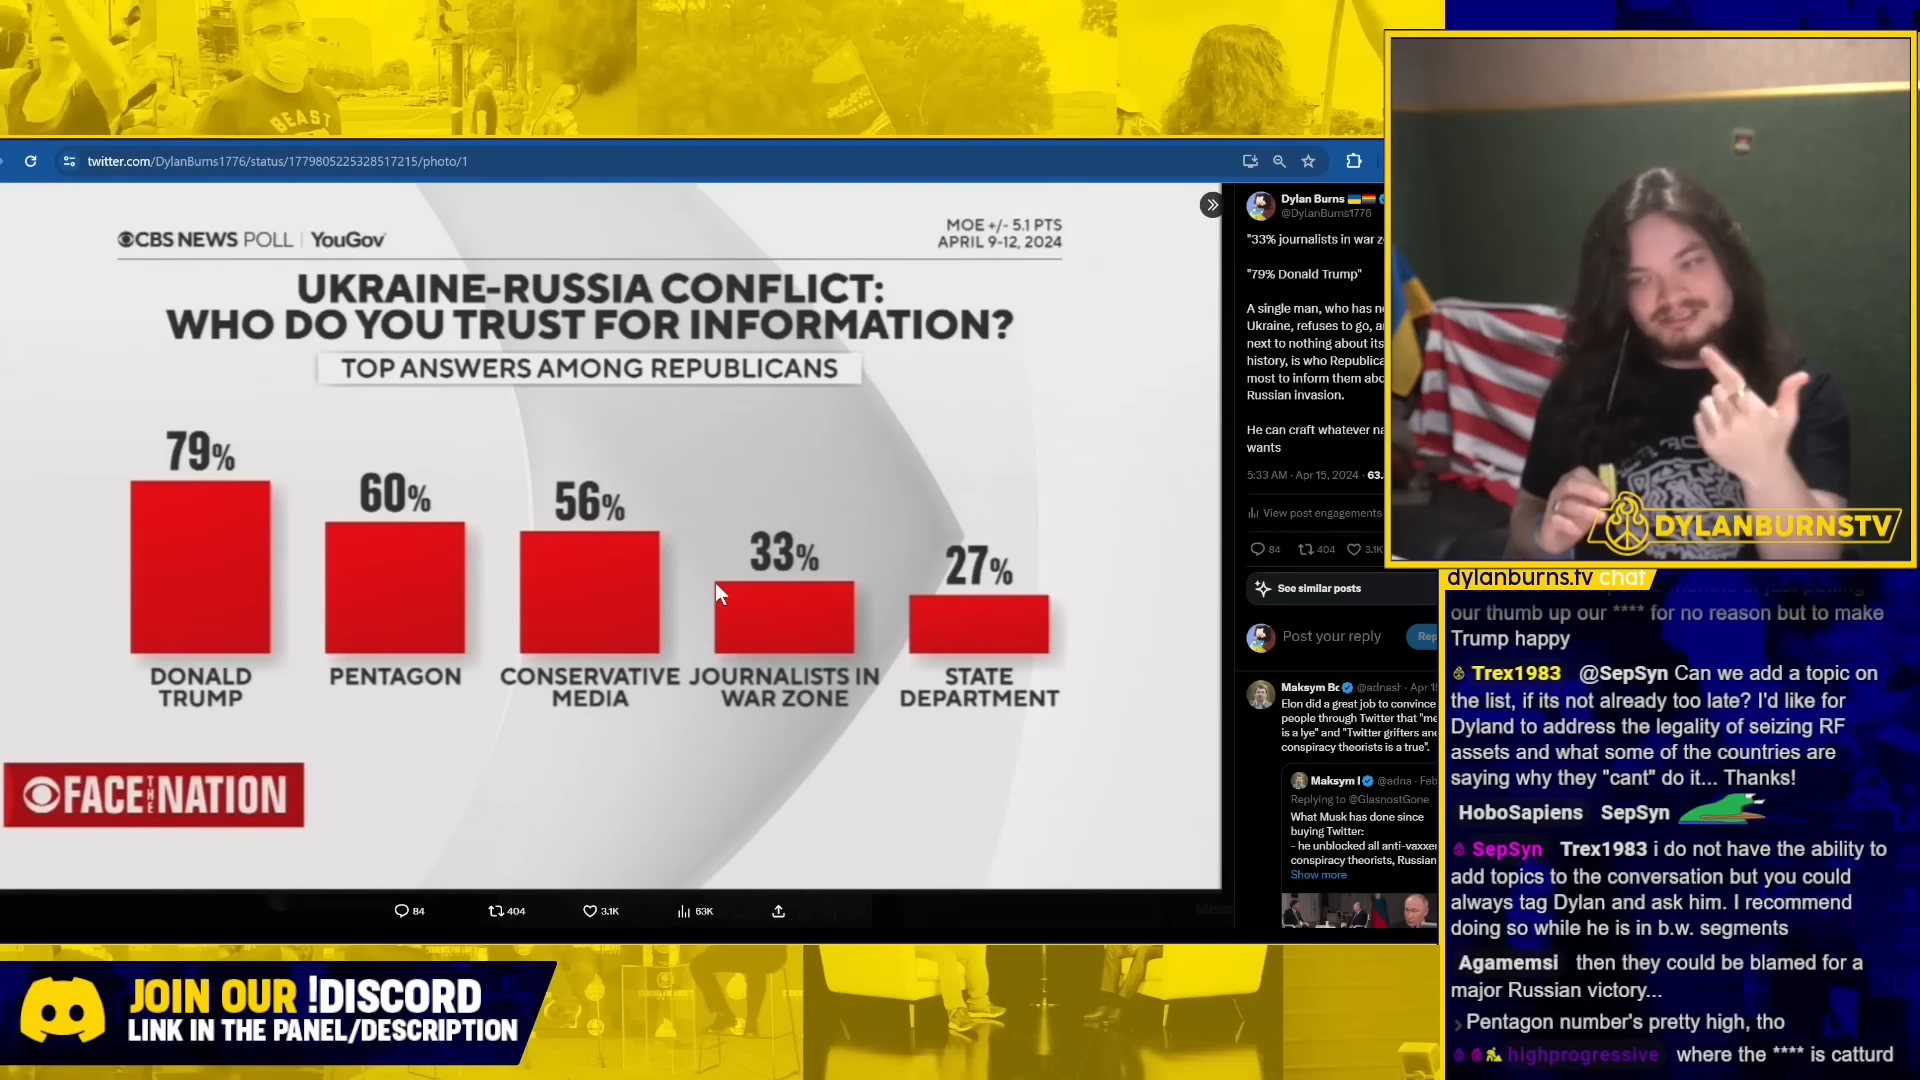 BEAST
twitter.com/DylanBurns1776/status/1779805225328517215/photo/1
CBS NEWS POLL | YouGov
MOE +/- 5.1 PTS
APRIL 9-12, 2024
UKRAINE-RUSSIA CONFLICT:
WHO DO YOU TRUST FOR INFORMATION?
TOP ANSWERS AMONG REPUBLICANS
79%
60%
56%
33%
27%
DONALD
TRUMP
PENTAGON
CONSERVATIVE
MEDIA
JOURNALISTS IN
WAR ZONE
STATE
DEPARTMENT
FACE THE NATION
84
404
3.1K
63K
Dylan Burns
@DylanBurns1776
"33% journalists in war z
"79% Donald Trump"
A single man, who has
Ukraine, refuses to go,
next to nothing about its
history, is who
most to inform them
Russian invasion.
He can craft whatever
wants
5:33 AM · Apr 15, 2024 · 63.
View post engagements
84
404
3.1K
See similar posts
Post your reply
Rep
Maksym Bc @adnasl · Apr
Elon did a great job to convince
people through Twitter that "me
is a lye" and "Twitter grifters and
conspiracy theorists is a true".
Maksym @adna · Feb
Replying to @GlasnostGone
What Musk has done since
buying Twitter:
- he unblocked all anti-vaxxer
conspiracy theorists, Russian
Show more
DYLANBURNSTV
dylanburns.tv chat
our thumb up our **** for no reason but to make
Trump happy
Trex1983 @SepSyn Can we add a topic on
the list, if its not already too late? I'd like for
Dyland to address the legality of seizing RF
assets and what some of the countries are
saying why they "cant" do it... Thanks!
HoboSapiens SepSyn
SepSyn Trex1983 i do not have the ability to
add topics to the conversation but you could
always tag Dylan and ask him. I recommend
doing so while he is in b.w. segments
Agamemsi then they could be blamed for a
major Russian victory...
Pentagon number's pretty high, tho
highprogressive where the **** is catturd
JOIN OUR !DISCORD
LINK IN THE PANEL/DESCRIPTION